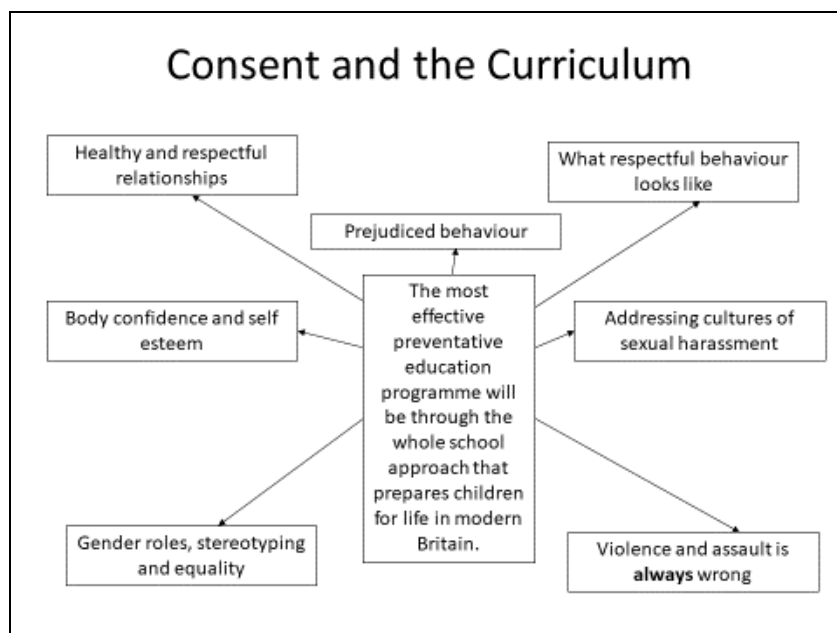 Consent and the Curriculum
Healthy and respectful
relationships
What respectful behaviour
looks like
Prejudiced behaviour
Body confidence and self
esteem
The most
effective
preventative
education
programme will
be through the
whole school
approach that
prepares children
for life in modern
Britain.
Addressing cultures of
sexual harassment
Gender roles, stereotyping
and equality
Violence and assault is
always wrong